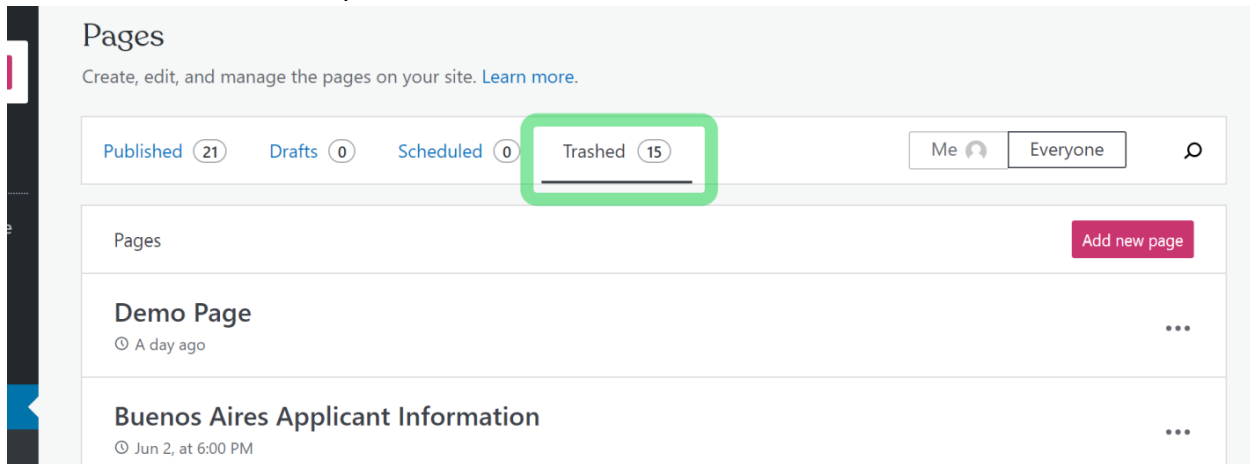 Pages
Create, edit, and manage the pages on your site. Learn more.
Published 21 Drafts 0 Scheduled 0 Trashed 15 Me Everyone
Pages Add new page
Demo Page
A day ago
Buenos Aires Applicant Information
Jun 2, at 6:00 PM